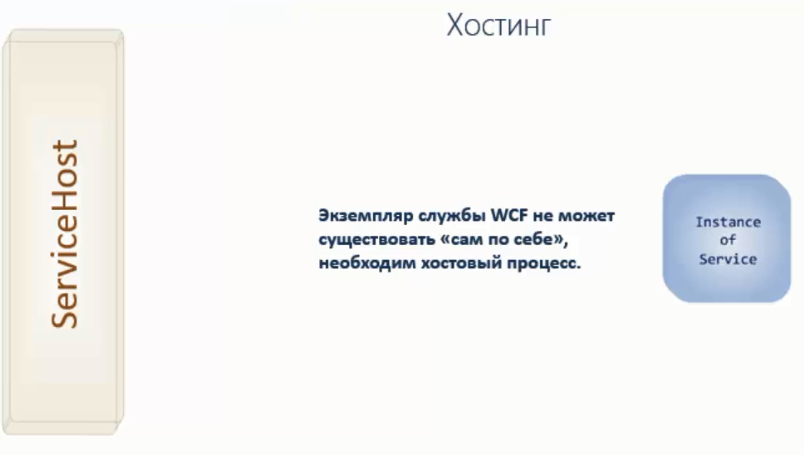 Хостинг
ServiceHost
Экземпляр службы WCF не может
существовать «сам по себе»,
необходим хостовый процесс.
Instance
of
Service